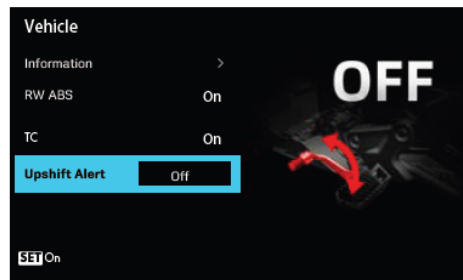 Vehicle
Information >
RW ABS On
TC On
Upshift Alert Off
SET On
OFF